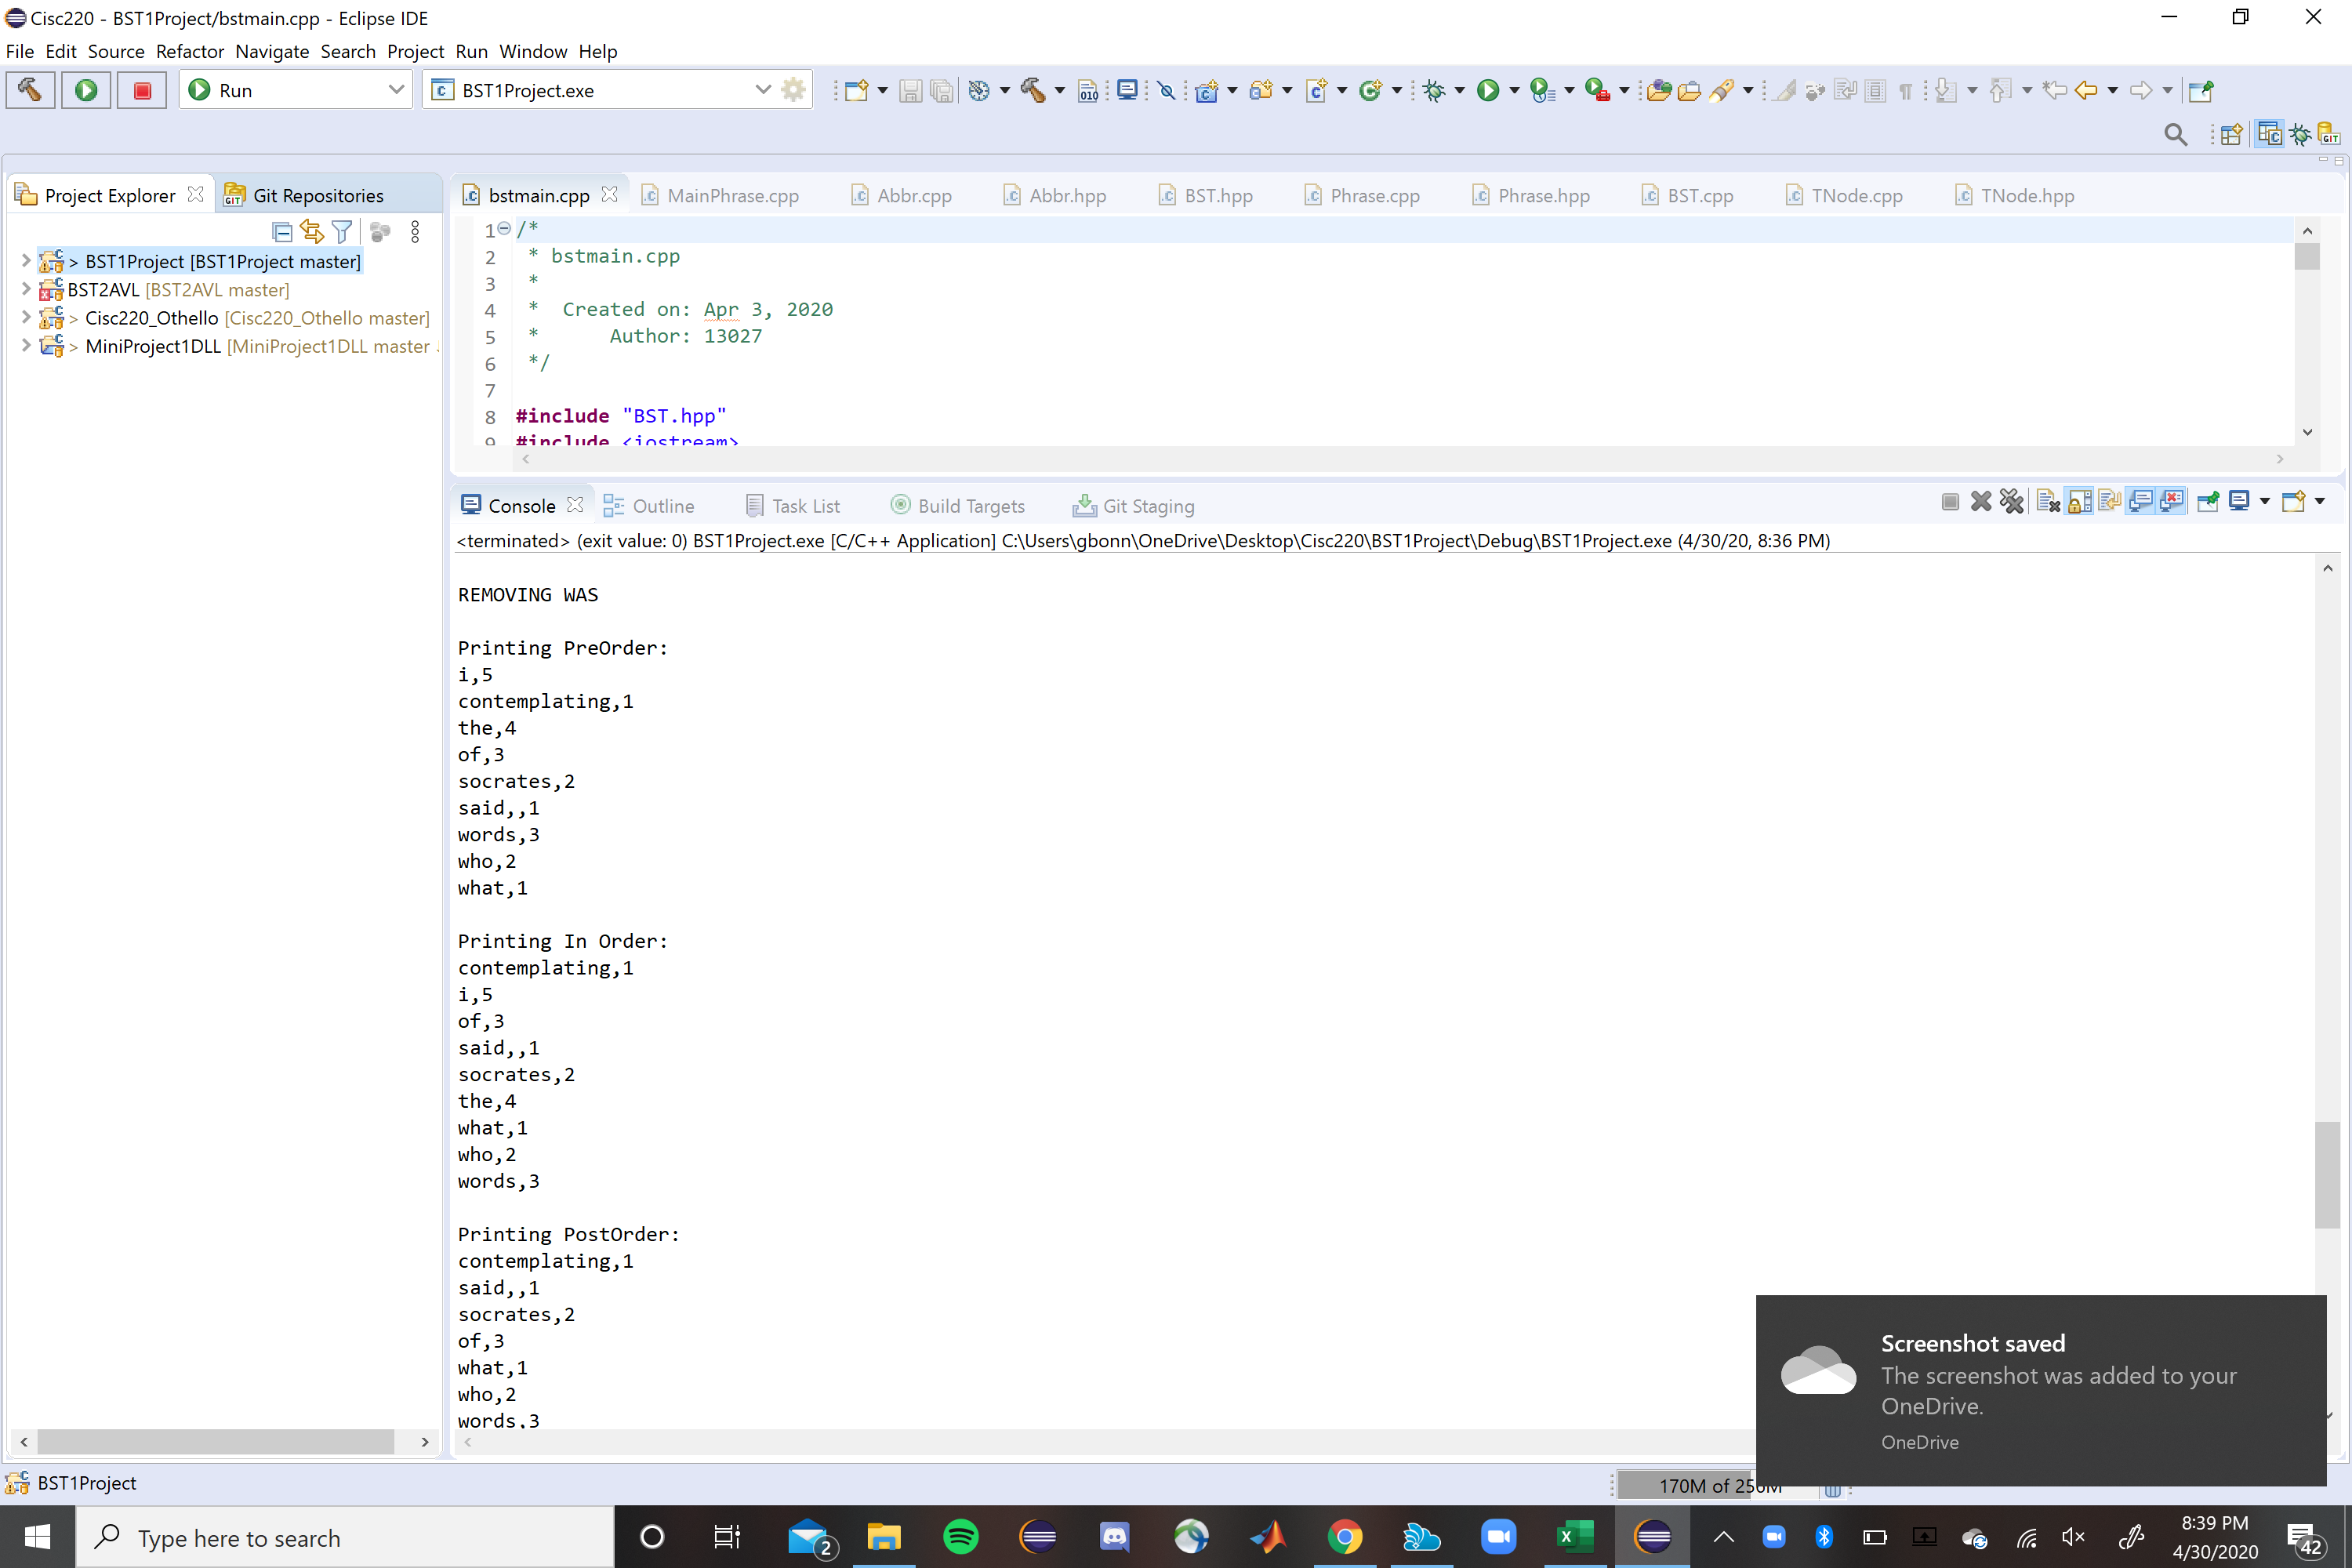 Cisc220 - BST1Project/bstmain.cpp - Eclipse IDE
File Edit Source Refactor Navigate Search Project Run Window Help
Run
BST1Project.exe
Project Explorer
Git Repositories
> BST1Project [BST1Project master]
BST2AVL [BST2AVL master]
> Cisc220_Othello [Cisc220_Othello master]
> MiniProject1DLL [MiniProject1DLL master
bstmain.cpp MainPhrase.cpp Abbr.cpp Abbr.hpp BST.hpp Phrase.cpp Phrase.hpp BST.cpp TNode.cpp TNode.hpp
1 /*
2 * bstmain.cpp
3 *
4 * Created on: Apr 3, 2020
5 * Author: 13027
6 */
7
8 #include "BST.hpp"
9 #include <iostream>
Console Outline Task List Build Targets Git Staging
<terminated> (exit value: 0) BST1Project.exe [C/C++ Application] C:\Users\gbonn\OneDrive\Desktop\Cisc220\BST1Project\Debug\BST1Project.exe (4/30/20, 8:36 PM)
REMOVING WAS
Printing PreOrder:
i,5
contemplating,1
the,4
of,3
socrates,2
said,,1
words,3
who,2
what,1
Printing In Order:
contemplating,1
i,5
of,3
said,,1
socrates,2
the,4
what,1
who,2
words,3
Printing PostOrder:
contemplating,1
said,,1
socrates,2
of,3
what,1
who,2
words,3
Screenshot saved
The screenshot was added to your
OneDrive.
OneDrive
BST1Project
170M of 256M
Type here to search
2
8:39 PM
4/30/2020
42